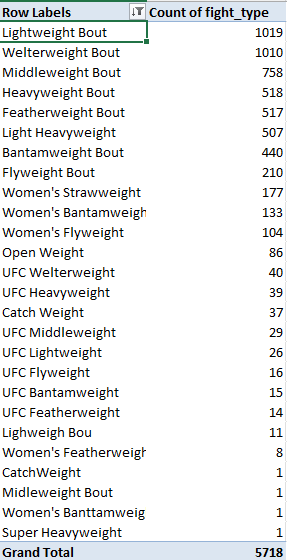 Row Labels Count of fight_type
Lightweight Bout 1019
Welterweight Bout 1010
Middleweight Bout 758
Heavyweight Bout 518
Featherweight Bout 517
Light Heavyweight 507
Bantamweight Bout 440
Flyweight Bout 210
Women's Strawweight 177
Women's Bantamweigh 133
Women's Flyweight 104
Open Weight 86
UFC Welterweight 40
UFC Heavyweight 39
Catch Weight 37
UFC Middleweight 29
UFC Lightweight 26
UFC Flyweight 16
UFC Bantamweight 15
UFC Featherweight 14
Lighweigh Bou 11
Women's Featherweigh 8
CatchWeight 1
Midleweight Bout 1
Women's Banttamweig 1
Super Heavyweight 1
Grand Total 5718